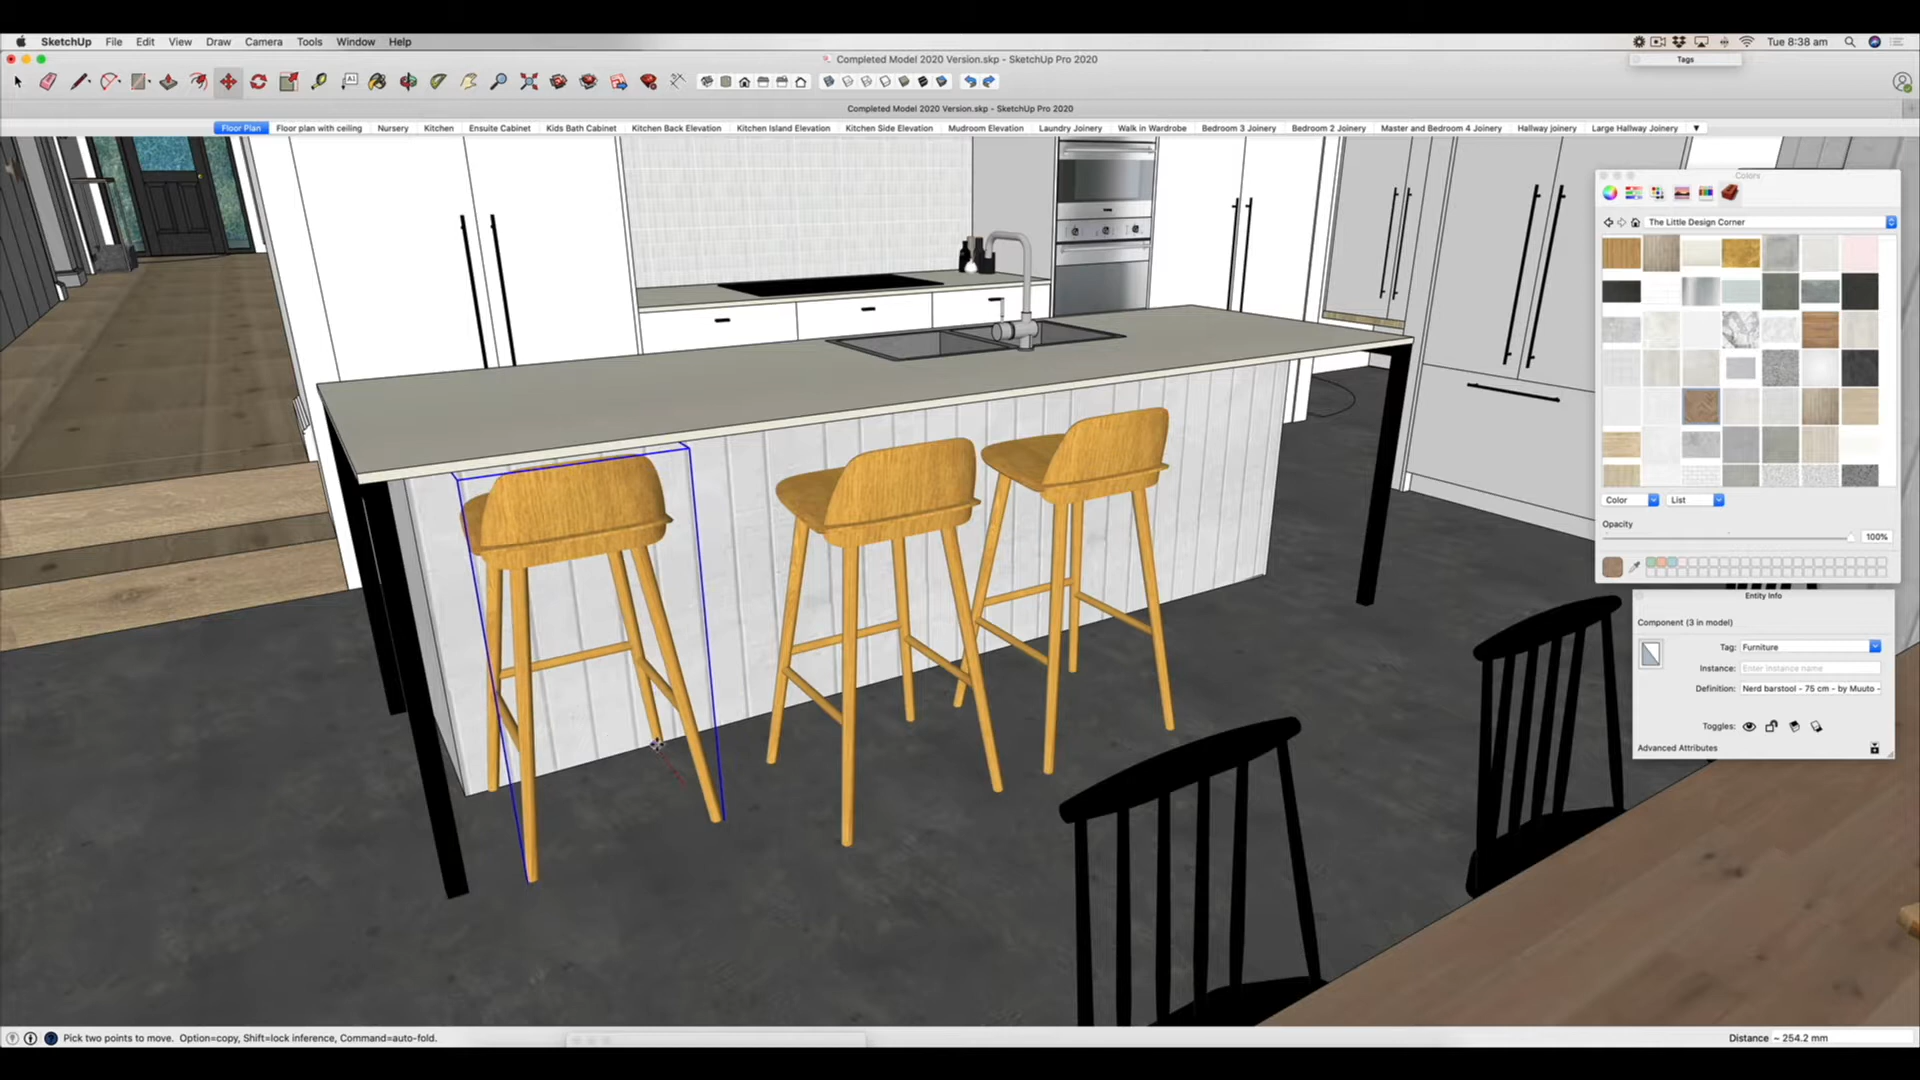 SketchUp File Edit View Draw Camera Tools Window Help
Tue 8:38 am
Completed Model 2020 Version.skp - SketchUp Pro 2020
Tags
Completed Model 2020 Version.skp - SketchUp Pro 2020
Floor Plan Floor plan with ceiling Nursery Kitchen Ensuite Cabinet Kids Bath Cabinet Kitchen Back Elevation Kitchen Island Elevation Kitchen Side Elevation Mudroom Elevation Laundry Joinery Walk in Wardrobe Bedroom 3 Joinery Bedroom 2 Joinery Master and Bedroom 4 Joinery Hallway joinery Large Hallway Joinery
Colors
The Little Design Corner
Color List
Opacity
100%
Entity Info
Component (3 in model)
Tag: Furniture
Instance: Enter instance name
Definition: Nerd barstool - 75 cm - by Muuto -
Toggles:
Advanced Attributes
Pick two points to move. Option=copy, Shift=lock inference, Command=auto-fold.
Distance ~ 254.2 mm